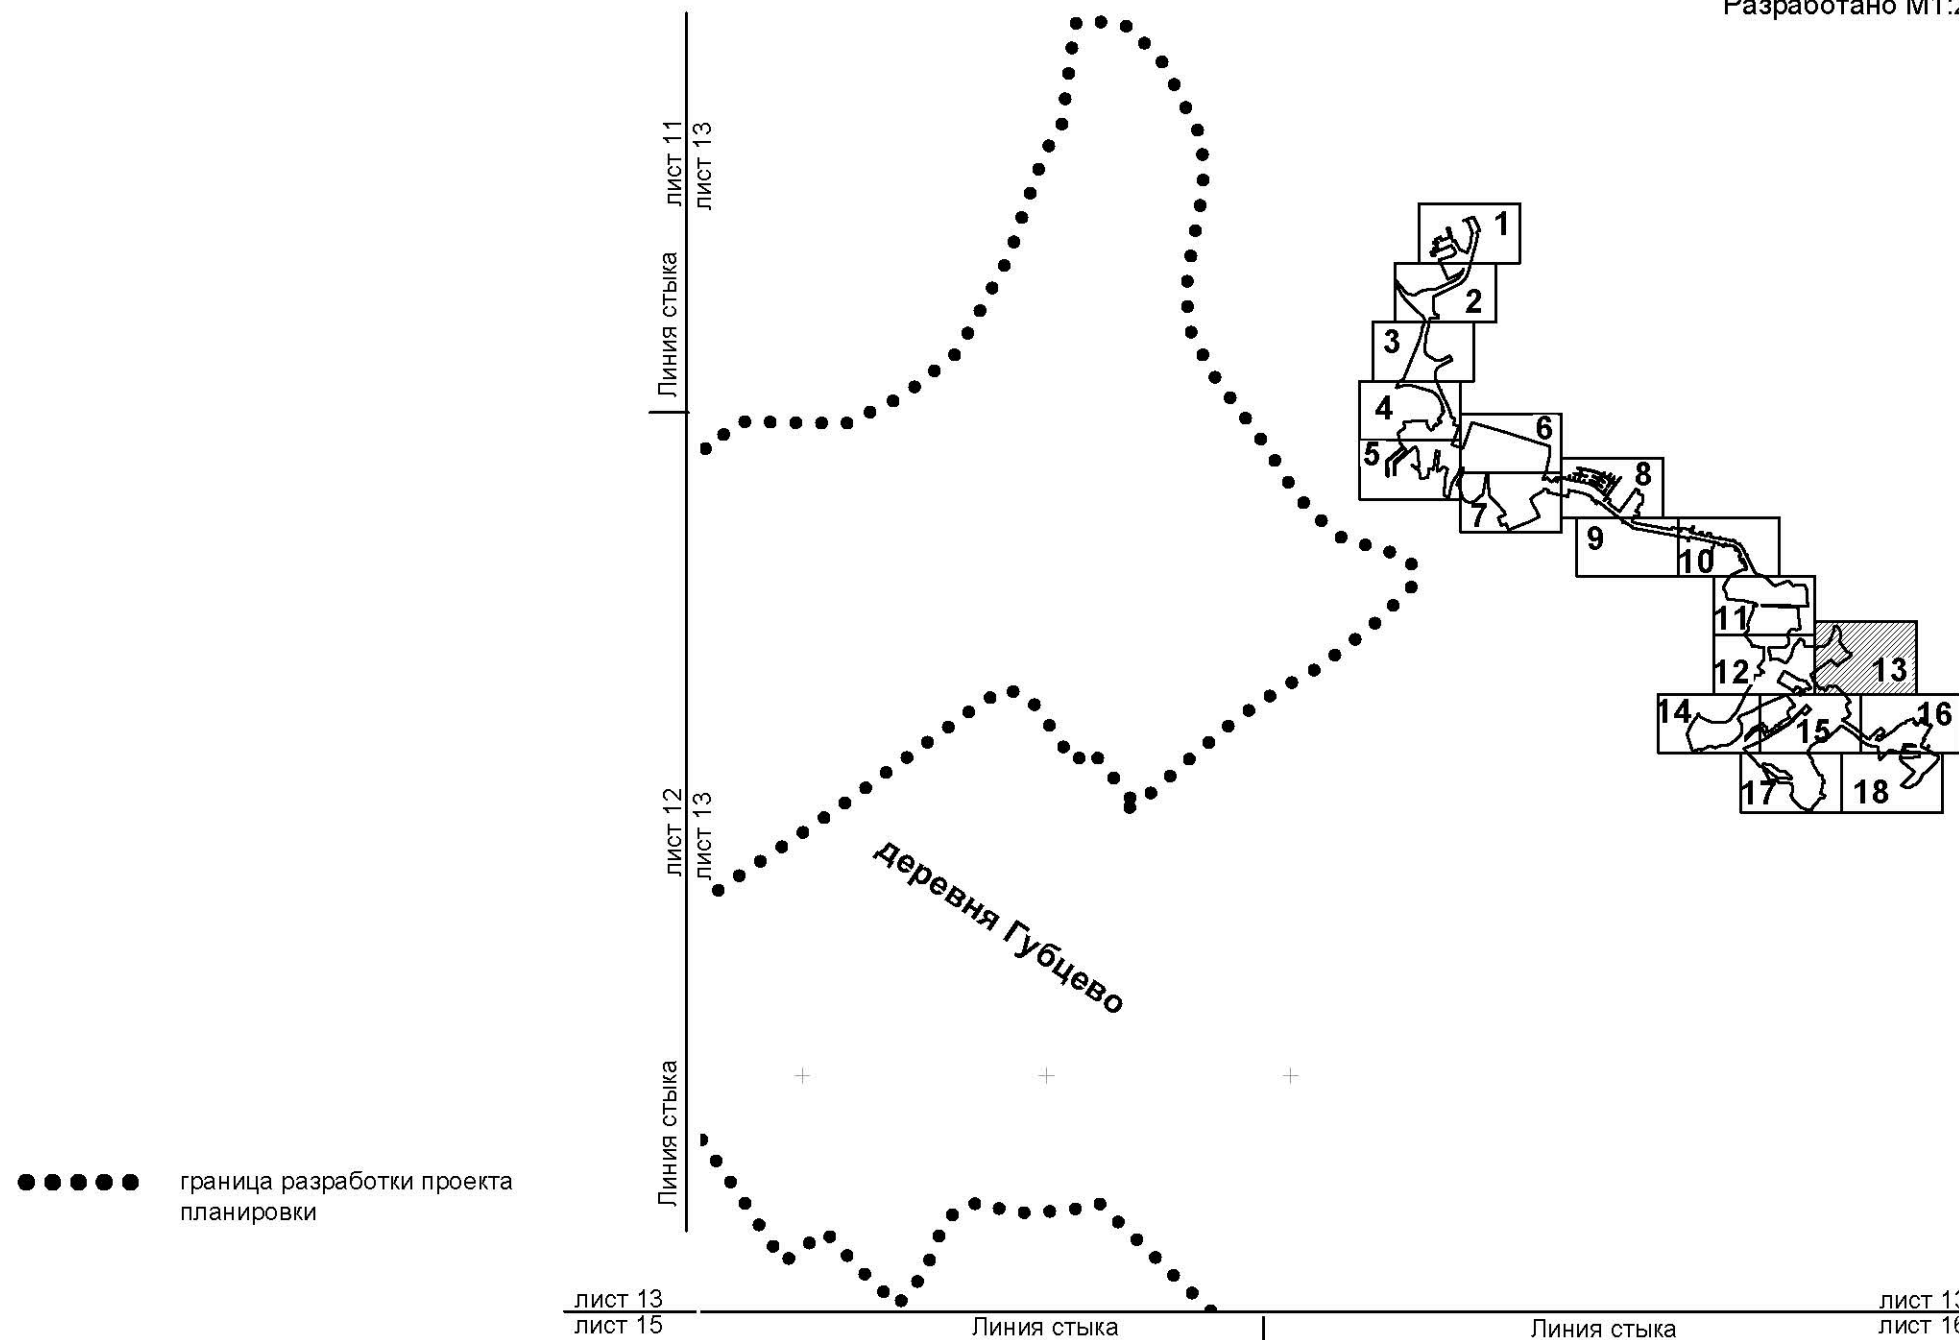 Разработано М1:2
лист 11
лист 13
Линия стыка
1
2
3
4
5
6
7
8
9
10
11
12
13
14
15
16
17
18
лист 12
лист 13
деревня Губцево
Линия стыка
граница разработки проекта
планировки
лист 13
лист 15
Линия стыка
Линия стыка
лист 13
лист 16